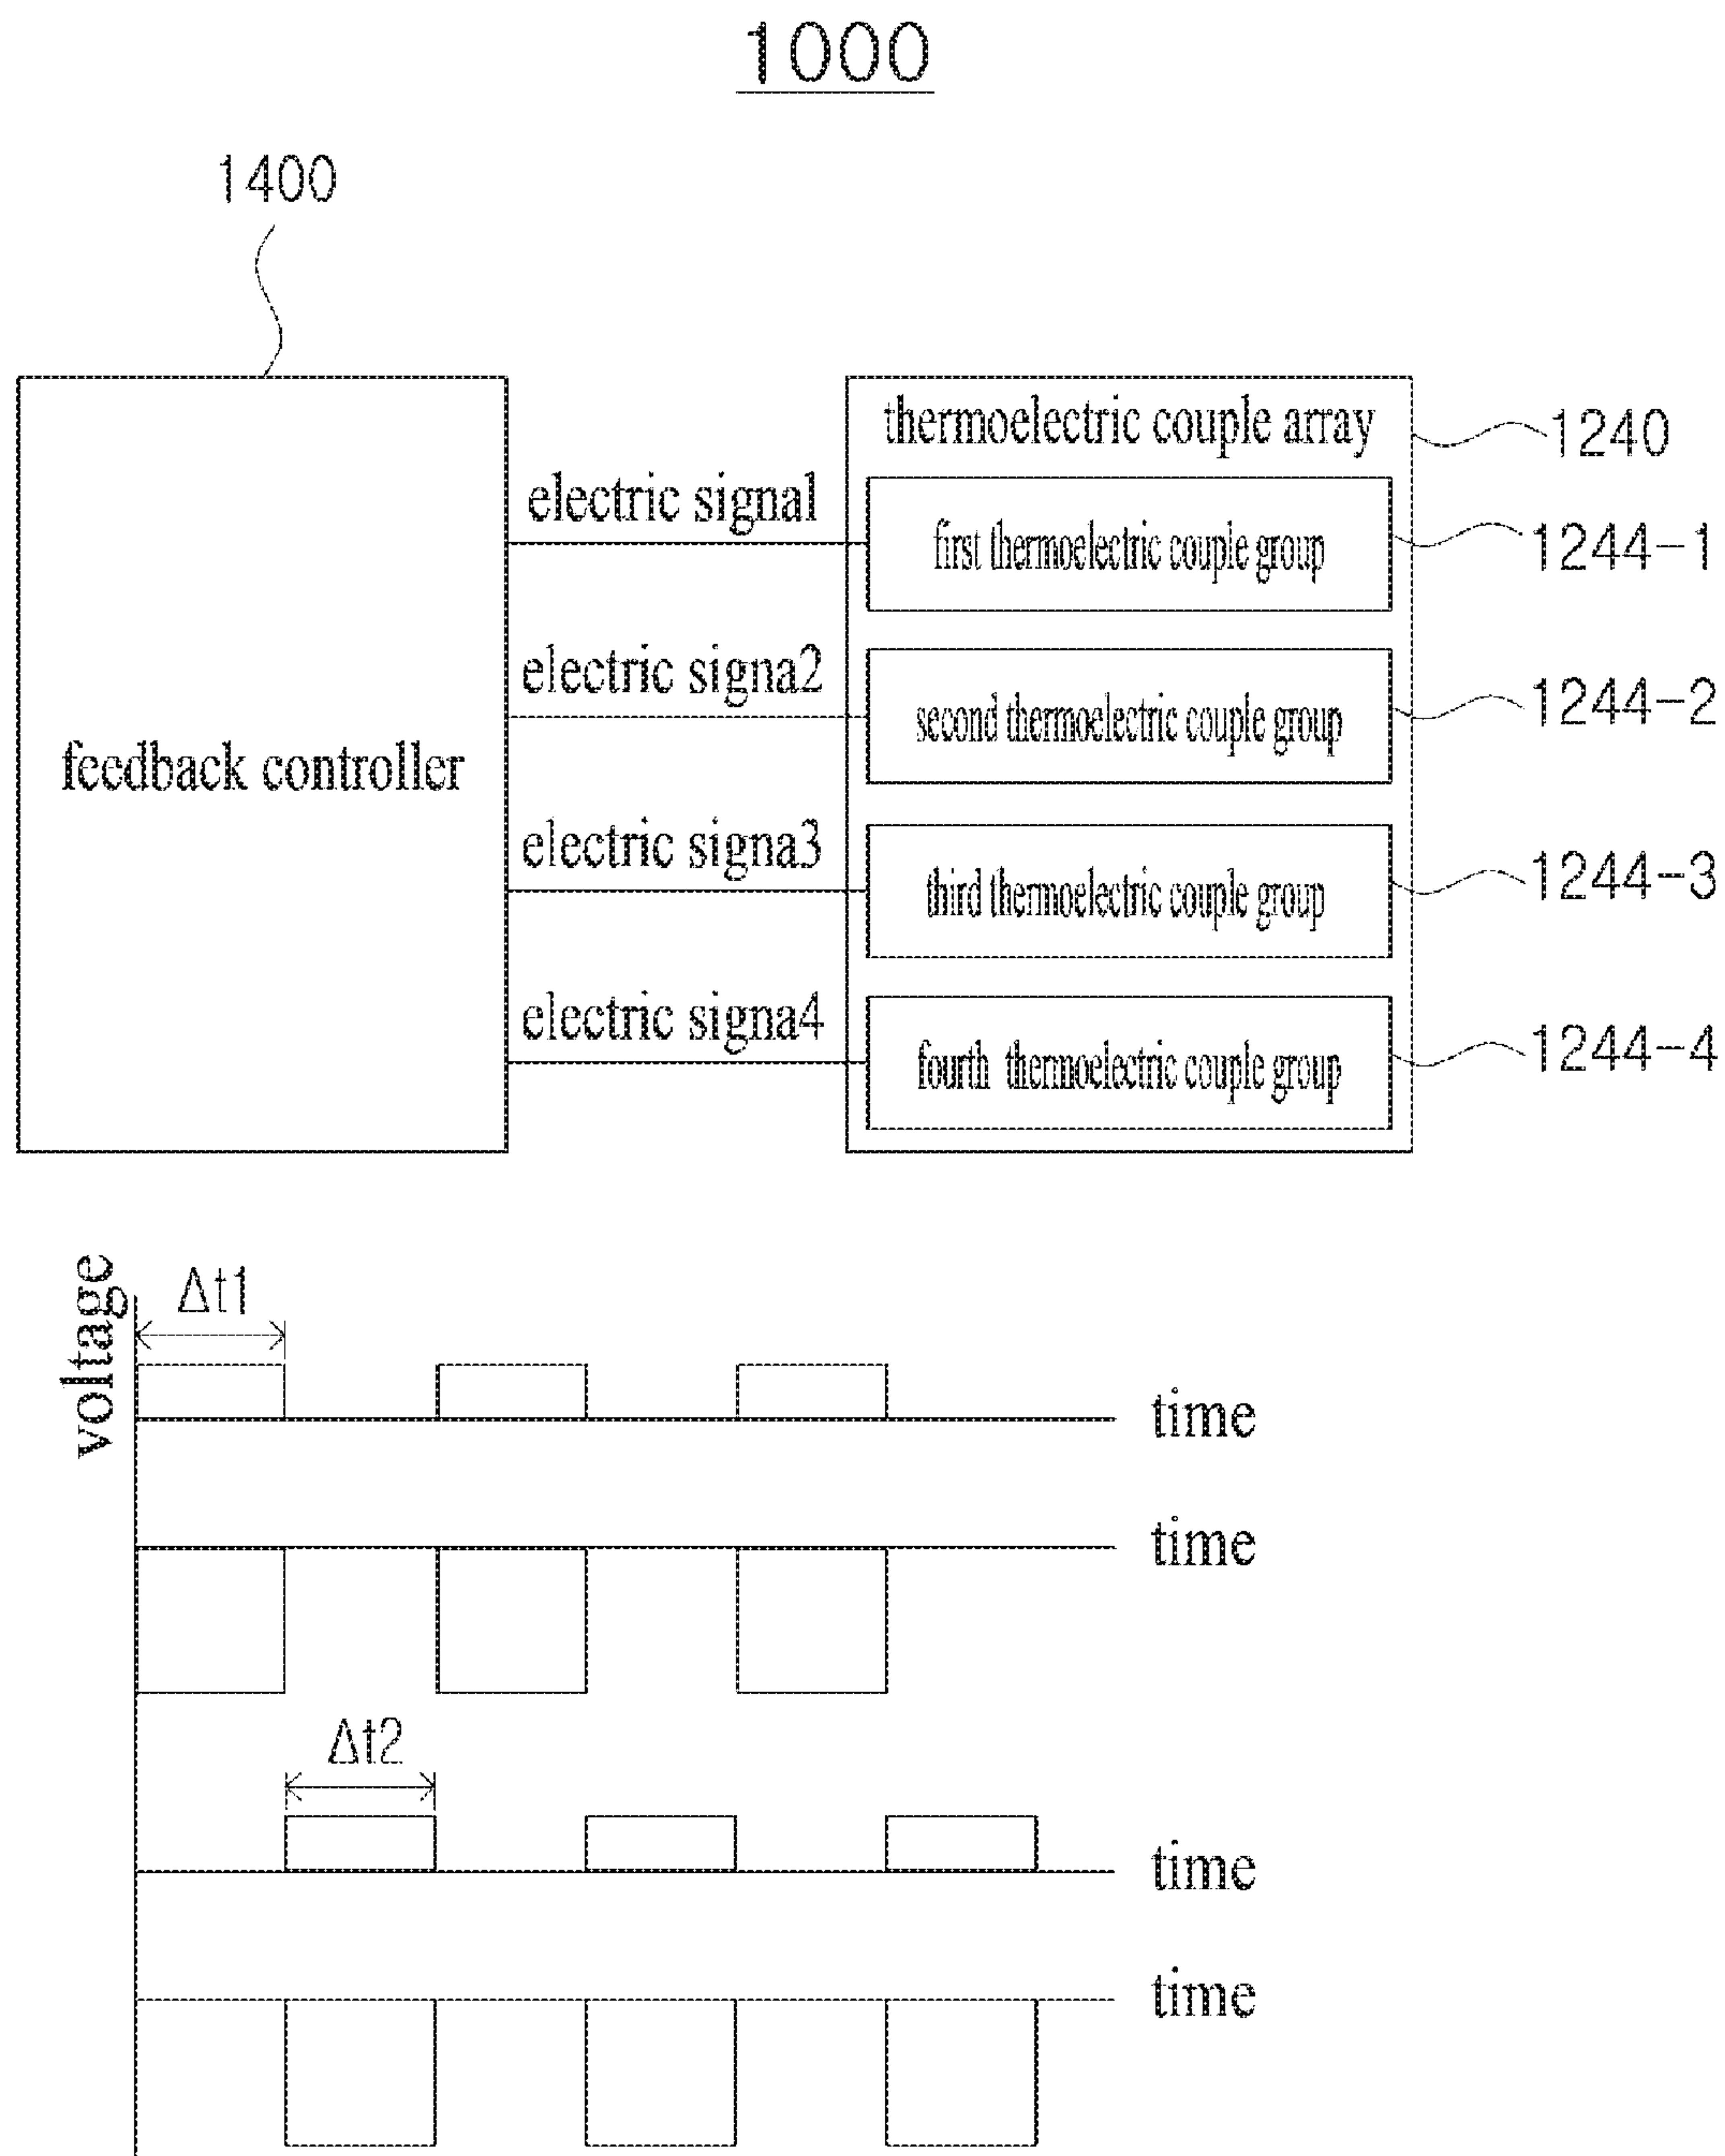 1000
1400
thermoelectric couple array
1240
electric signal
first thermoelectric couple group
1244-1
electric signa2
second thermoelectric couple group
1244-2
feedback controller
electric signa3
third thermoelectric couple group
1244-3
electric signa4
fourth thermoelectric couple group
1244-4
voltage
Δt1
time
time
Δt2
time
time